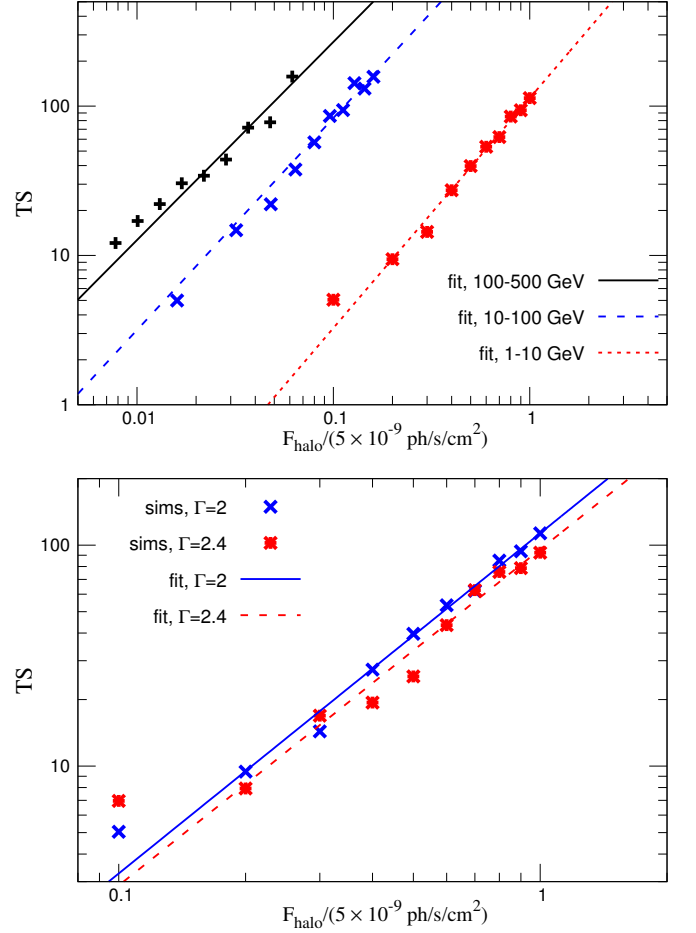 100
10
1
TS
fit, 100-500 GeV
fit, 10-100 GeV
fit, 1-10 GeV
0.01 0.1 1
F_halo/(5 × 10^-9 ph/s/cm^2)
sims, Γ=2
sims, Γ=2.4
fit, Γ=2
fit, Γ=2.4
100
10
TS
0.1 1
F_halo/(5 × 10^-9 ph/s/cm^2)